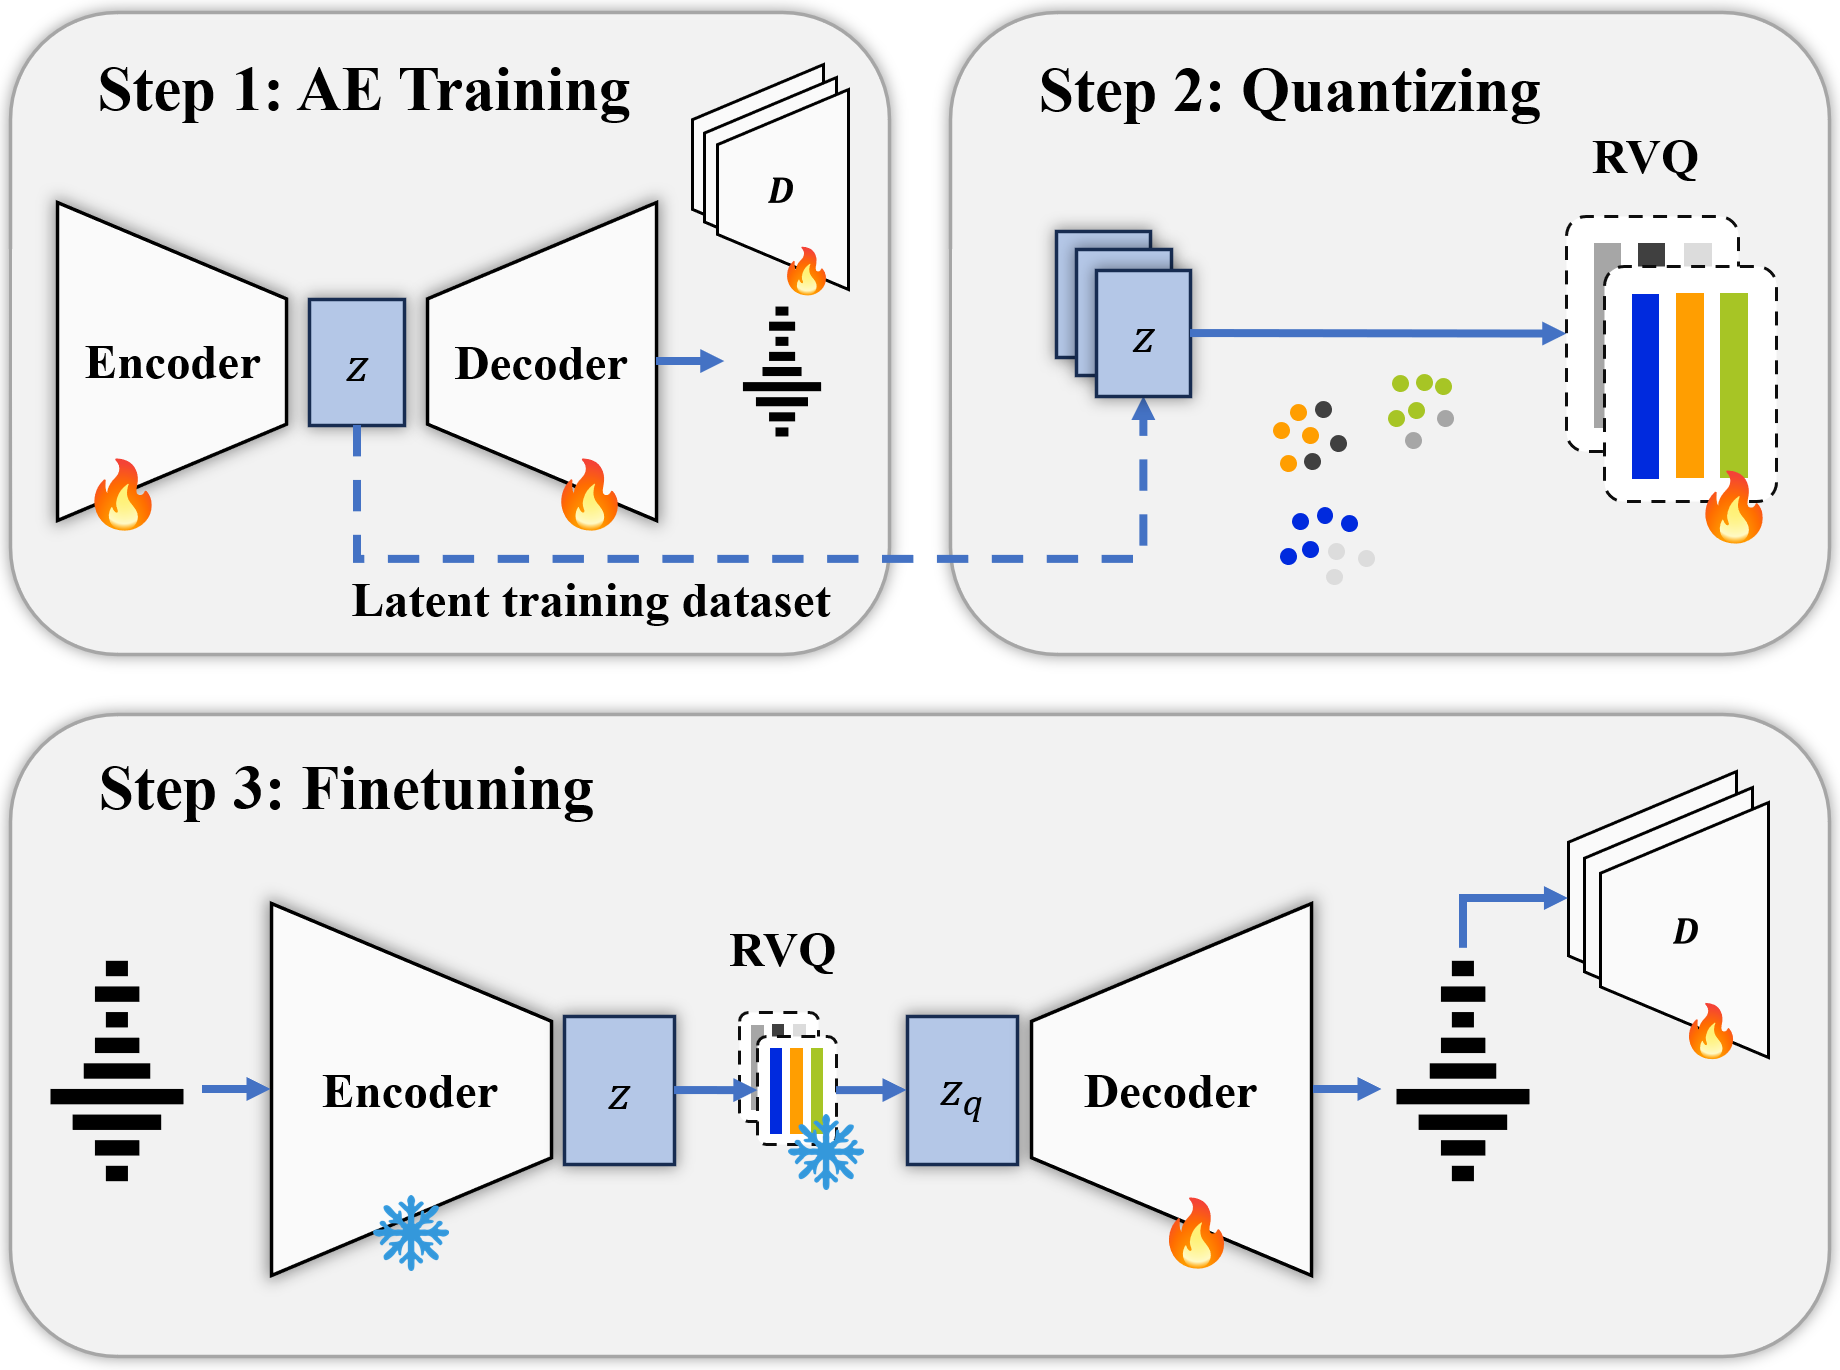 Step 1: AE Training
D
Encoder
z
Decoder
Latent training dataset
Step 2: Quantizing
RVQ
z
Step 3: Finetuning
D
RVQ
Encoder
z
z_q
Decoder